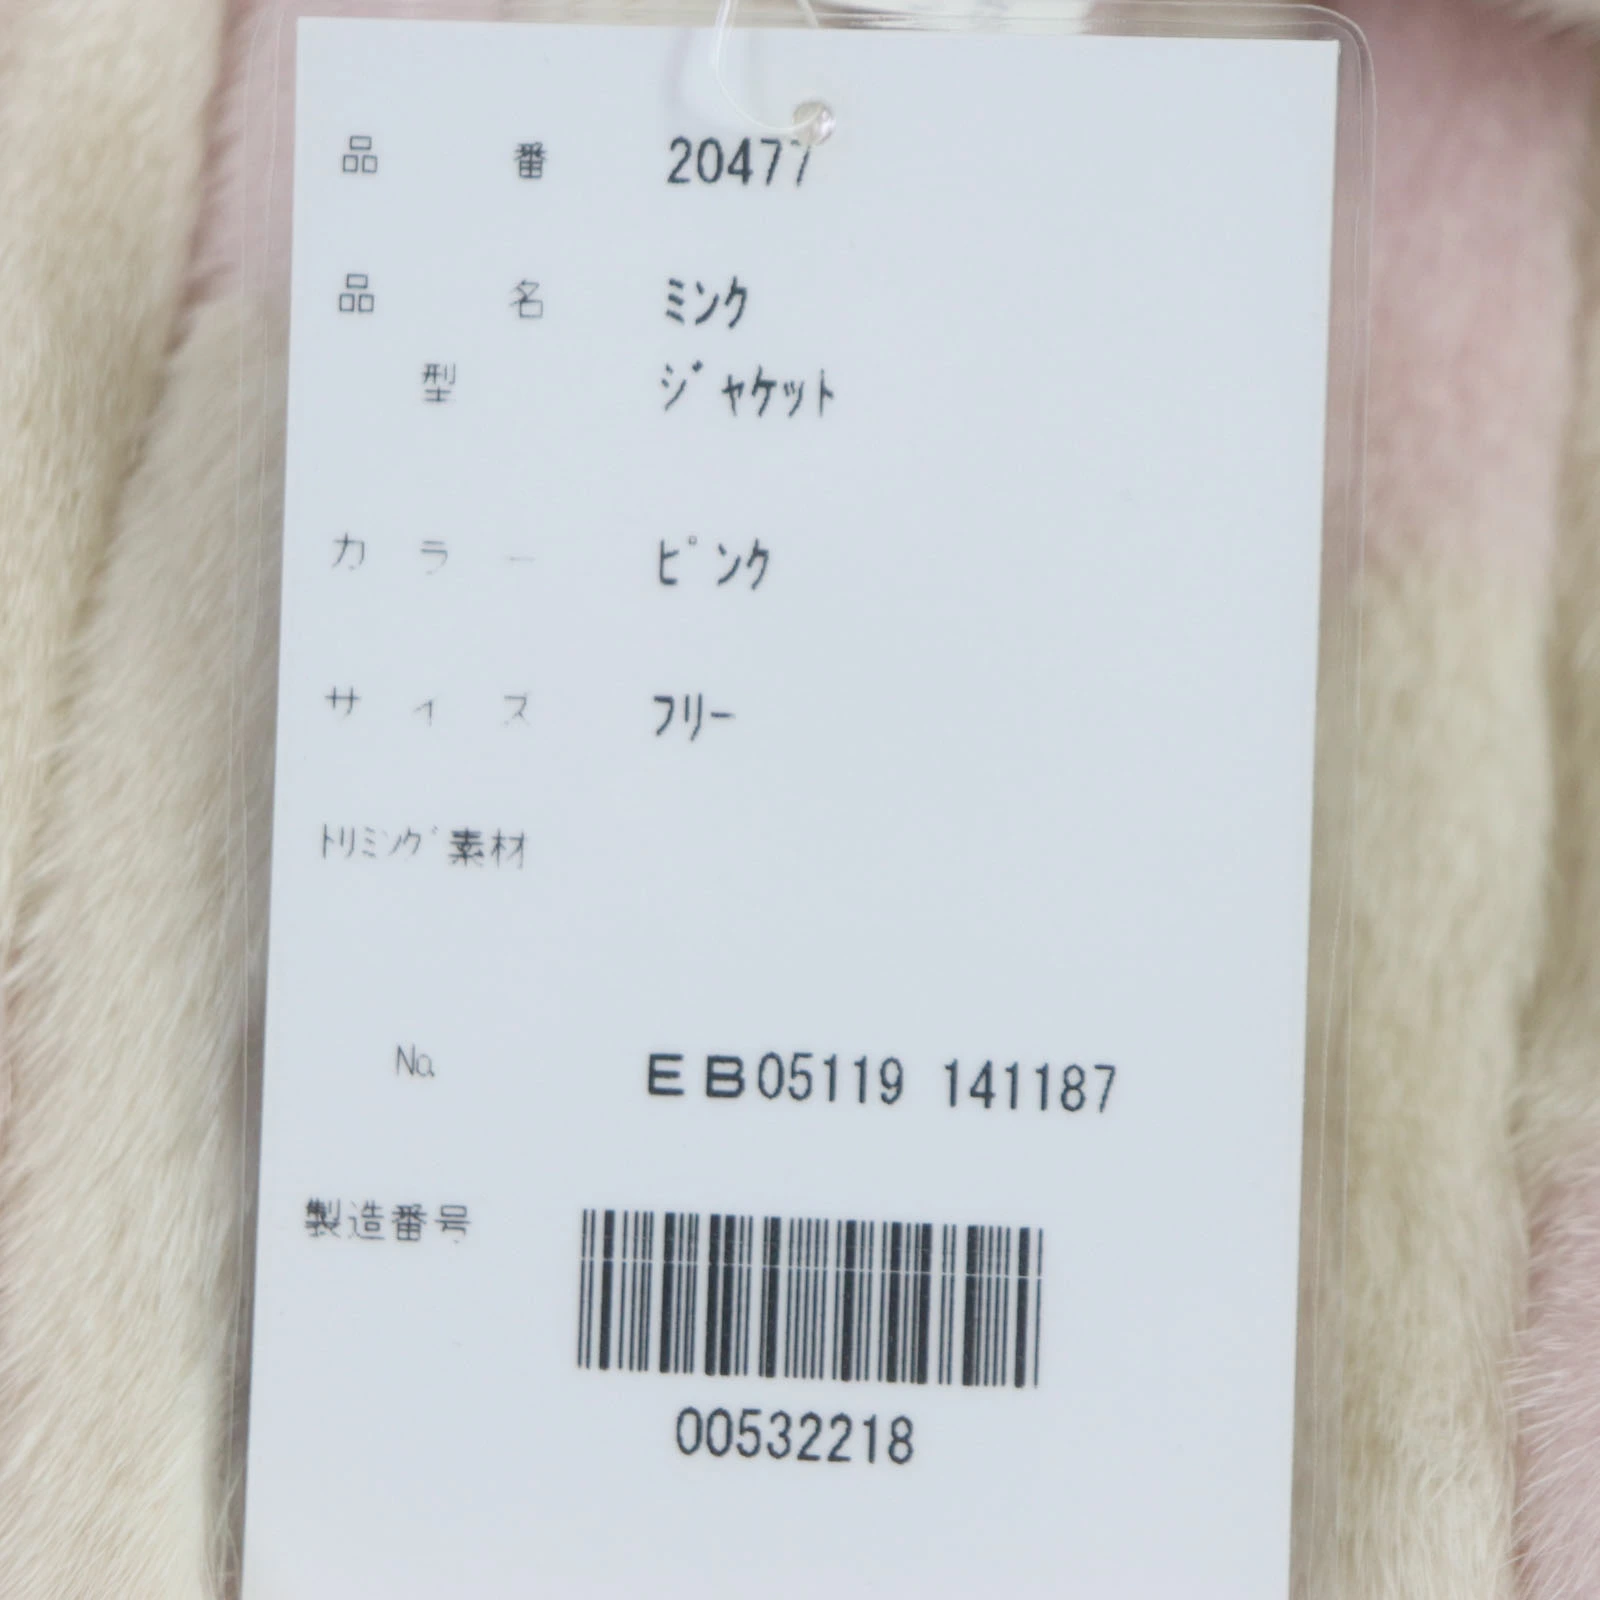 品番 20477
品名 ミンク
型 ジャケット
カラー ピンク
サイズ フリー
トリミング素材
No. EB05119 141187
製造番号
00532218